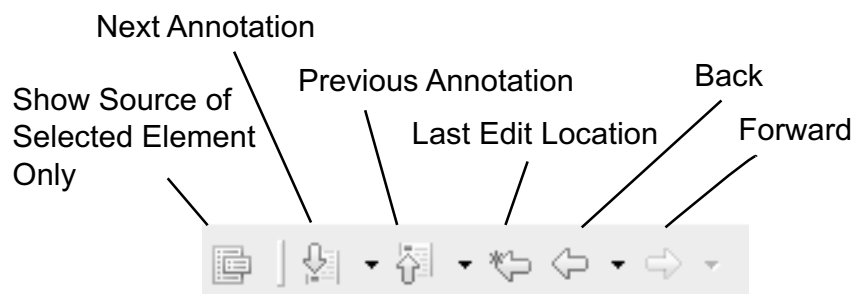 Next Annotation
Previous Annotation
Back
Show Source of
Selected Element
Only
Last Edit Location
Forward